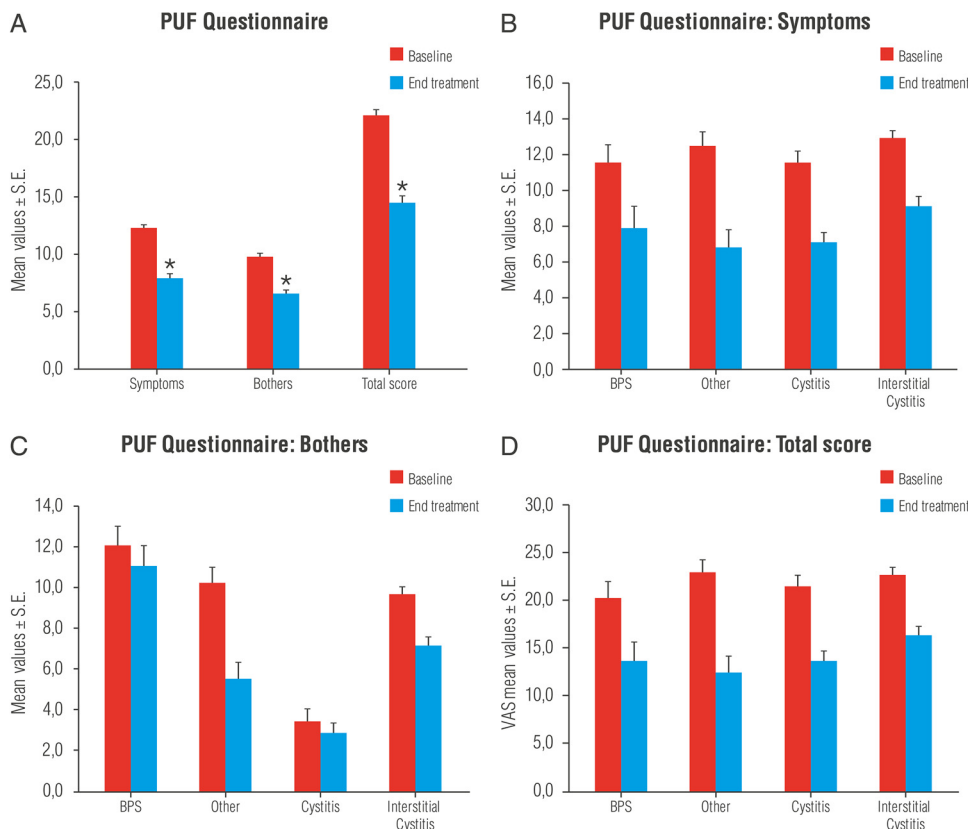 A
PUF Questionnaire
Baseline
End treatment
Mean values ± S.E.
25,0
20,0
15,0
10,0
5,0
0,0
*
*
*
Symptoms
Bothers
Total score
B
PUF Questionnaire: Symptoms
Baseline
End treatment
Mean values ± S.E.
16,0
14,0
12,0
10,0
8,0
6,0
4,0
2,0
0,0
BPS
Other
Cystitis
Interstitial
Cystitis
C
PUF Questionnaire: Bothers
Baseline
End treatment
Mean values ± S.E.
14,0
12,0
10,0
8,0
6,0
4,0
2,0
0,0
BPS
Other
Cystitis
Interstitial
Cystitis
D
PUF Questionnaire: Total score
Baseline
End treatment
VAS mean values ± S.E.
30,0
25,0
20,0
15,0
10,0
5,0
0,0
BPS
Other
Cystitis
Interstitial
Cystitis